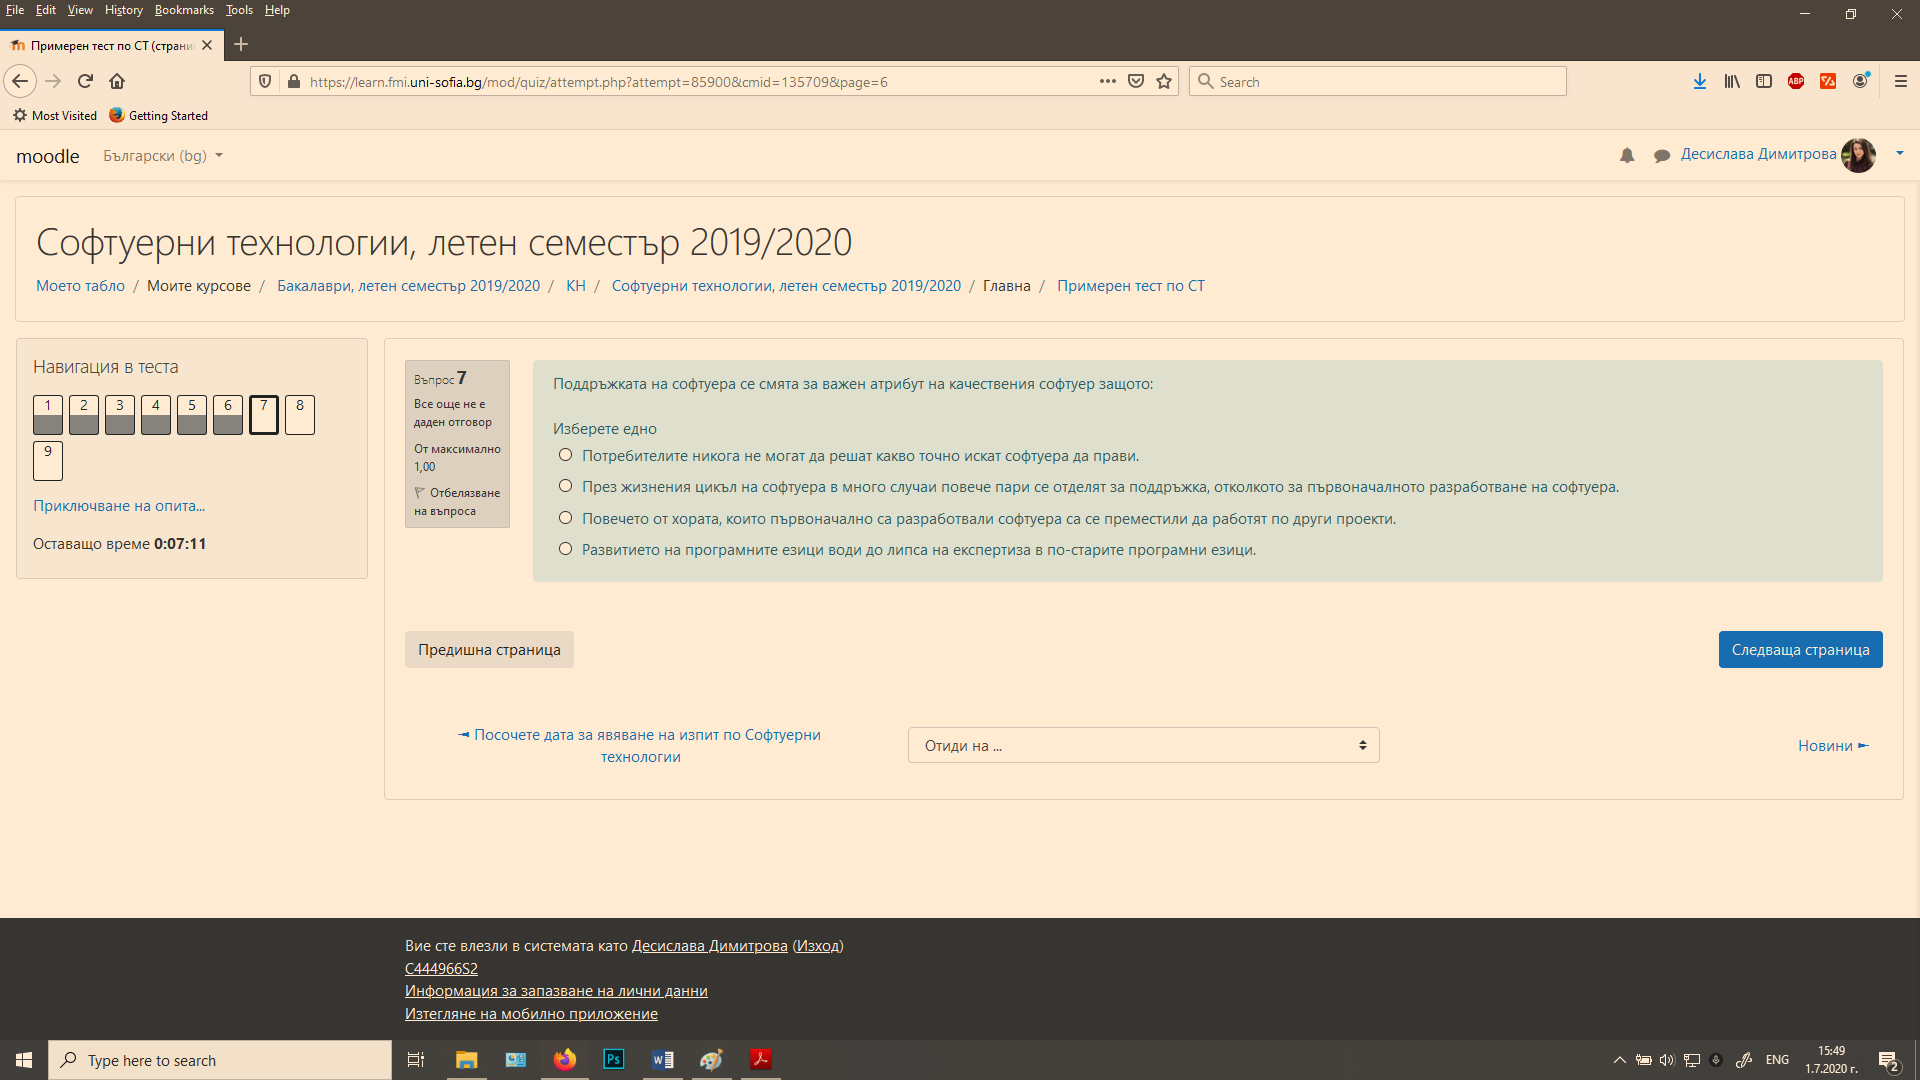 File Edit View History Bookmarks Tools Help
Примерен тест по СТ (страни
https://learn.fmi.uni-sofia.bg/mod/quiz/attempt.php?attempt=85900&cmid=135709&page=6
Search
ABP
Most Visited Getting Started
moodle Български (bg)
Десислава Димитрова
Софтуерни технологии, летен семестър 2019/2020
Моето табло / Моите курсове / Бакалаври, летен семестър 2019/2020 / КН / Софтуерни технологии, летен семестър 2019/2020 / Главна / Примерен тест по СТ
Навигация в теста
1 2 3 4 5 6 7 8
9
Приключване на опита...
Оставащо време 0:07:11
Въпрос 7
Все още не е
даден отговор
От максимално
1,00
Отбелязване
на въпроса
Поддръжката на софтуера се смята за важен атрибут на качествения софтуер защото:
Изберете едно
Потребителите никога не могат да решат какво точно искат софтуера да прави.
През жизнения цикъл на софтуера в много случаи повече пари се отделят за поддръжка, отколкото за първоначалното разработване на софтуера.
Повечето от хората, които първоначално са разработвали софтуера са се преместили да работят по други проекти.
Развитието на програмните езици води до липса на експертиза в по-старите програмни езици.
Предишна страница
Следваща страница
◄ Посочете дата за явяване на изпит по Софтуерни
технологии
Отиди на ...
Новини ►
Вие сте влезли в системата като Десислава Димитрова (Изход)
C444966S2
Информация за запазване на лични данни
Изтегляне на мобилно приложение
Type here to search
Ps
ENG
15:49
1.7.2020 г.
2